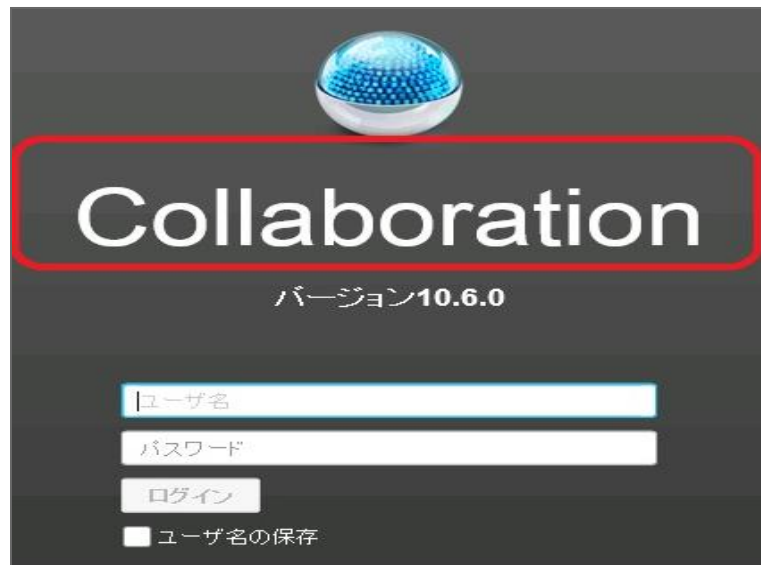 Collaboration
バージョン10.6.0
ユーザ名
パスワード
ログイン
ユーザ名の保存